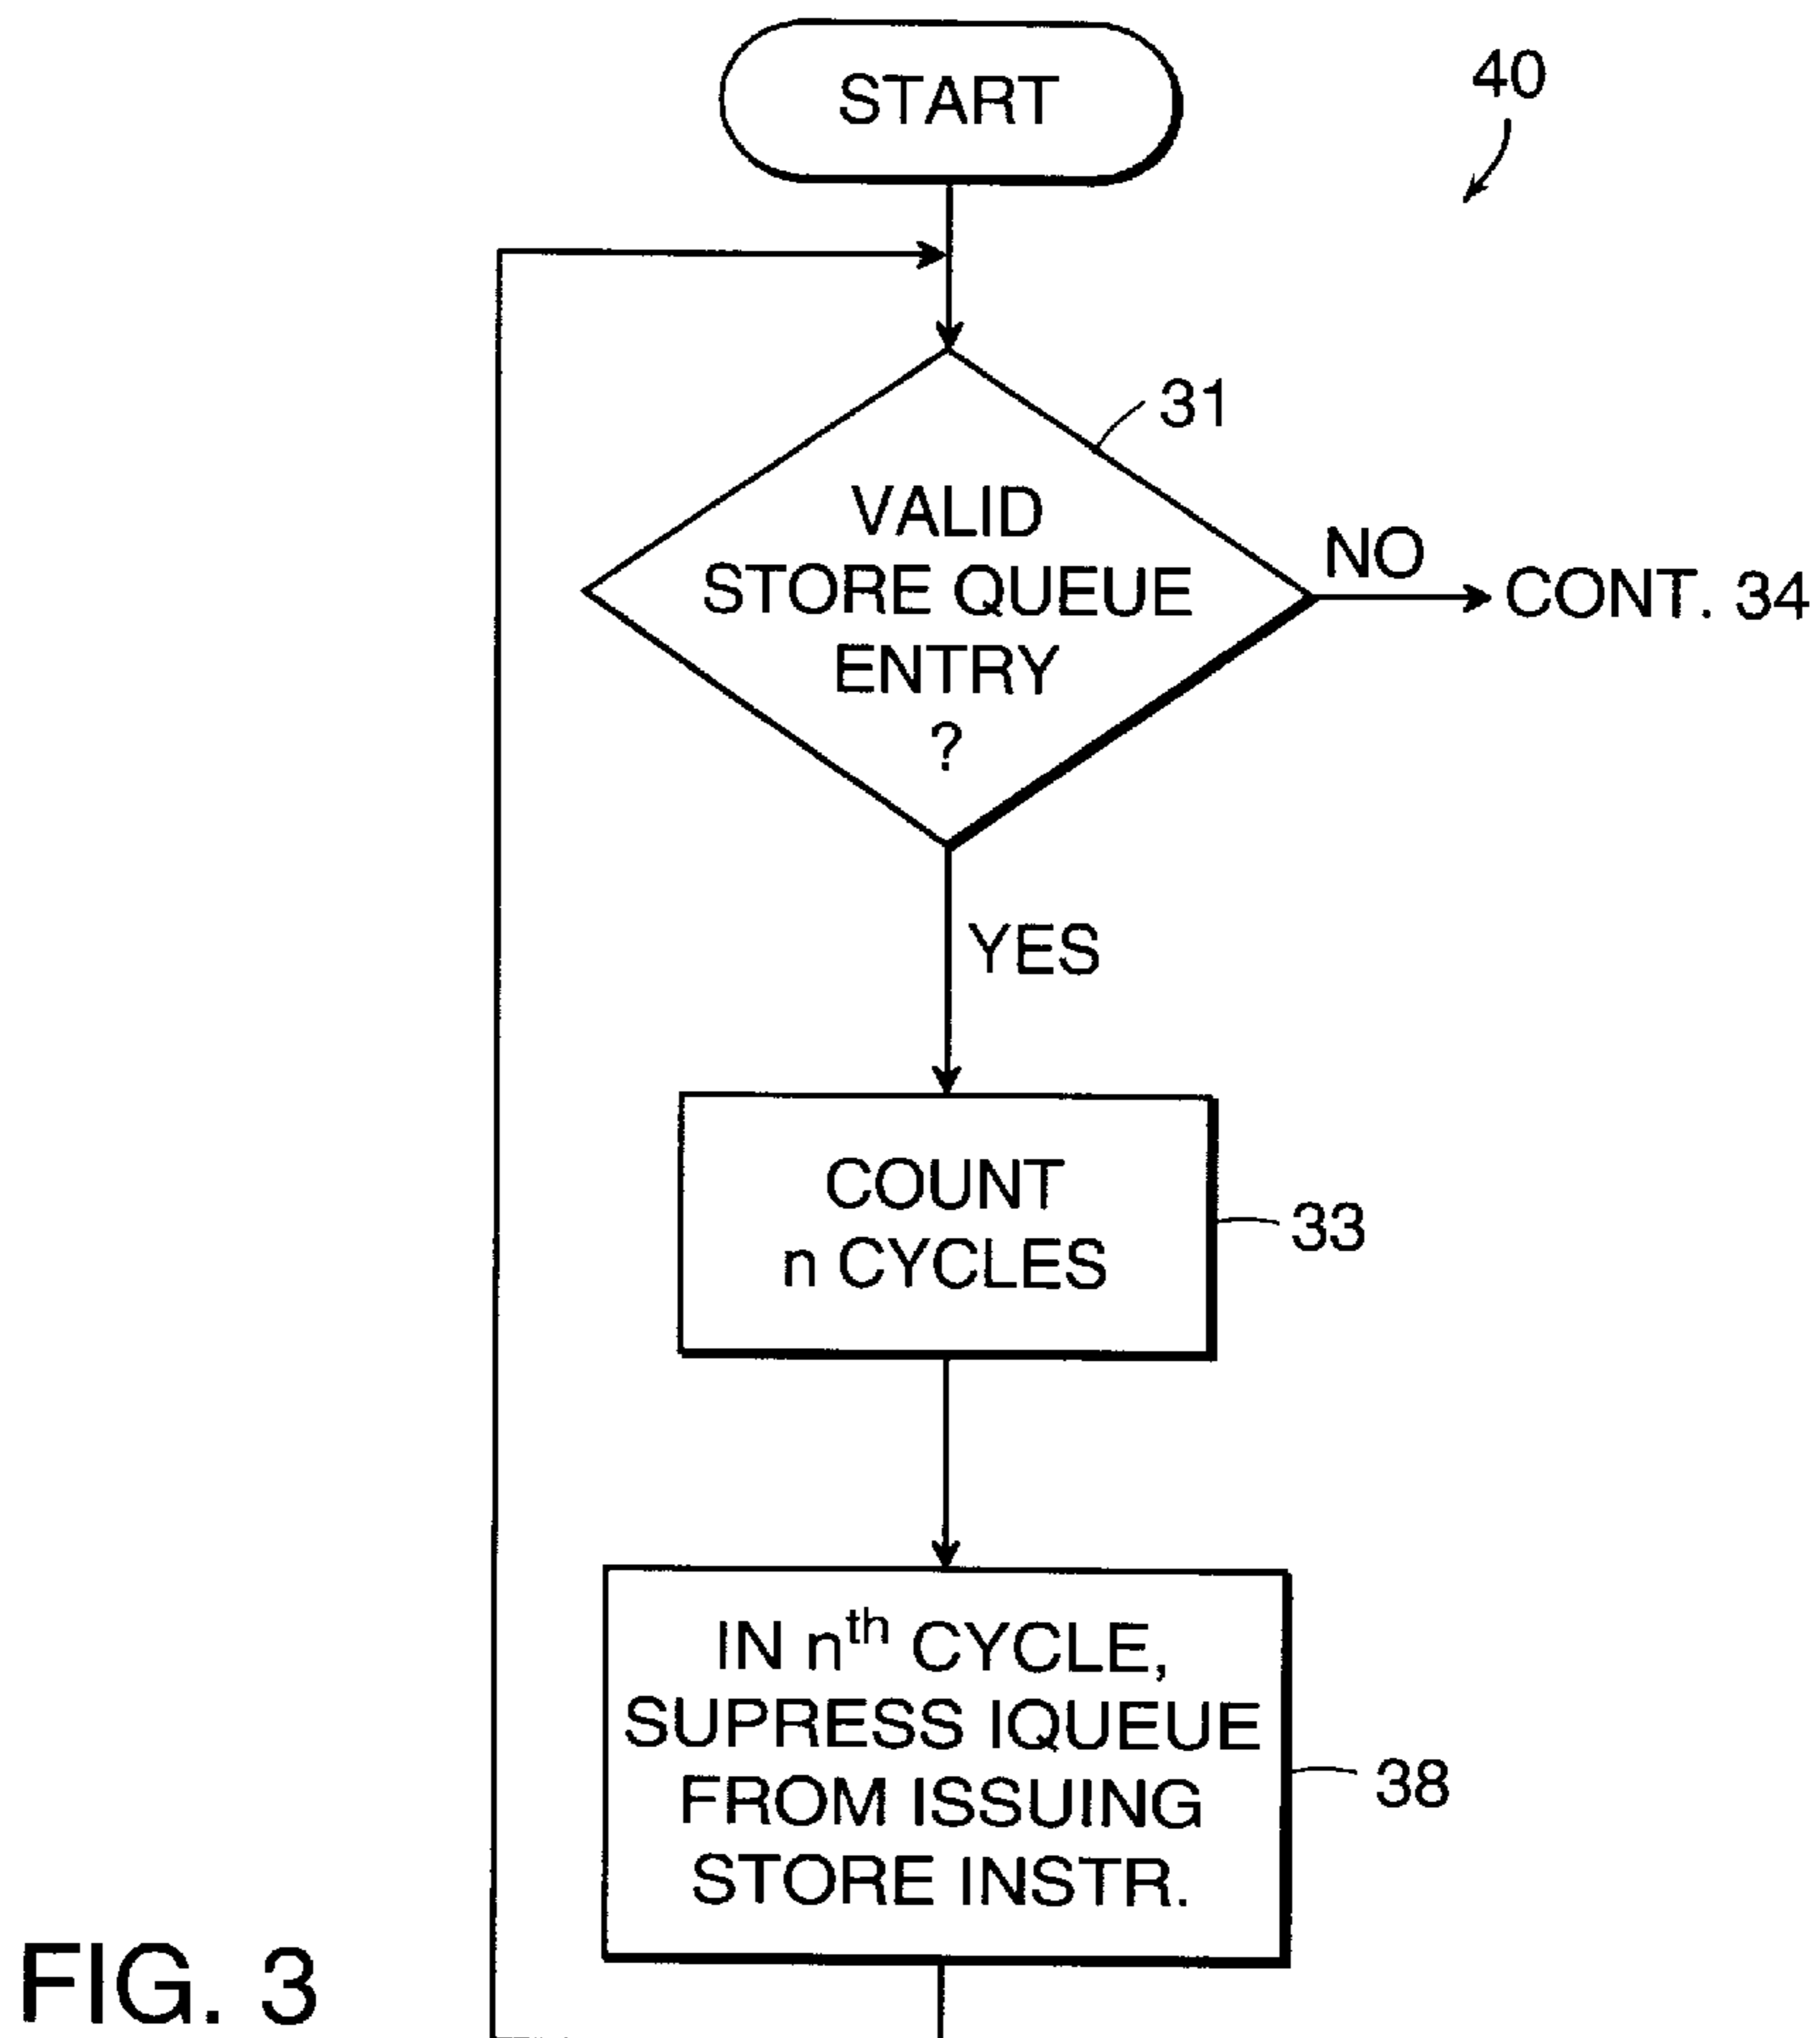 START
40
31
VALID
STORE QUEUE
ENTRY
?
NO
CONT. 34
YES
COUNT
n CYCLES
33
IN nth CYCLE,
SUPRESS IQUEUE
FROM ISSUING
STORE INSTR.
38
FIG. 3